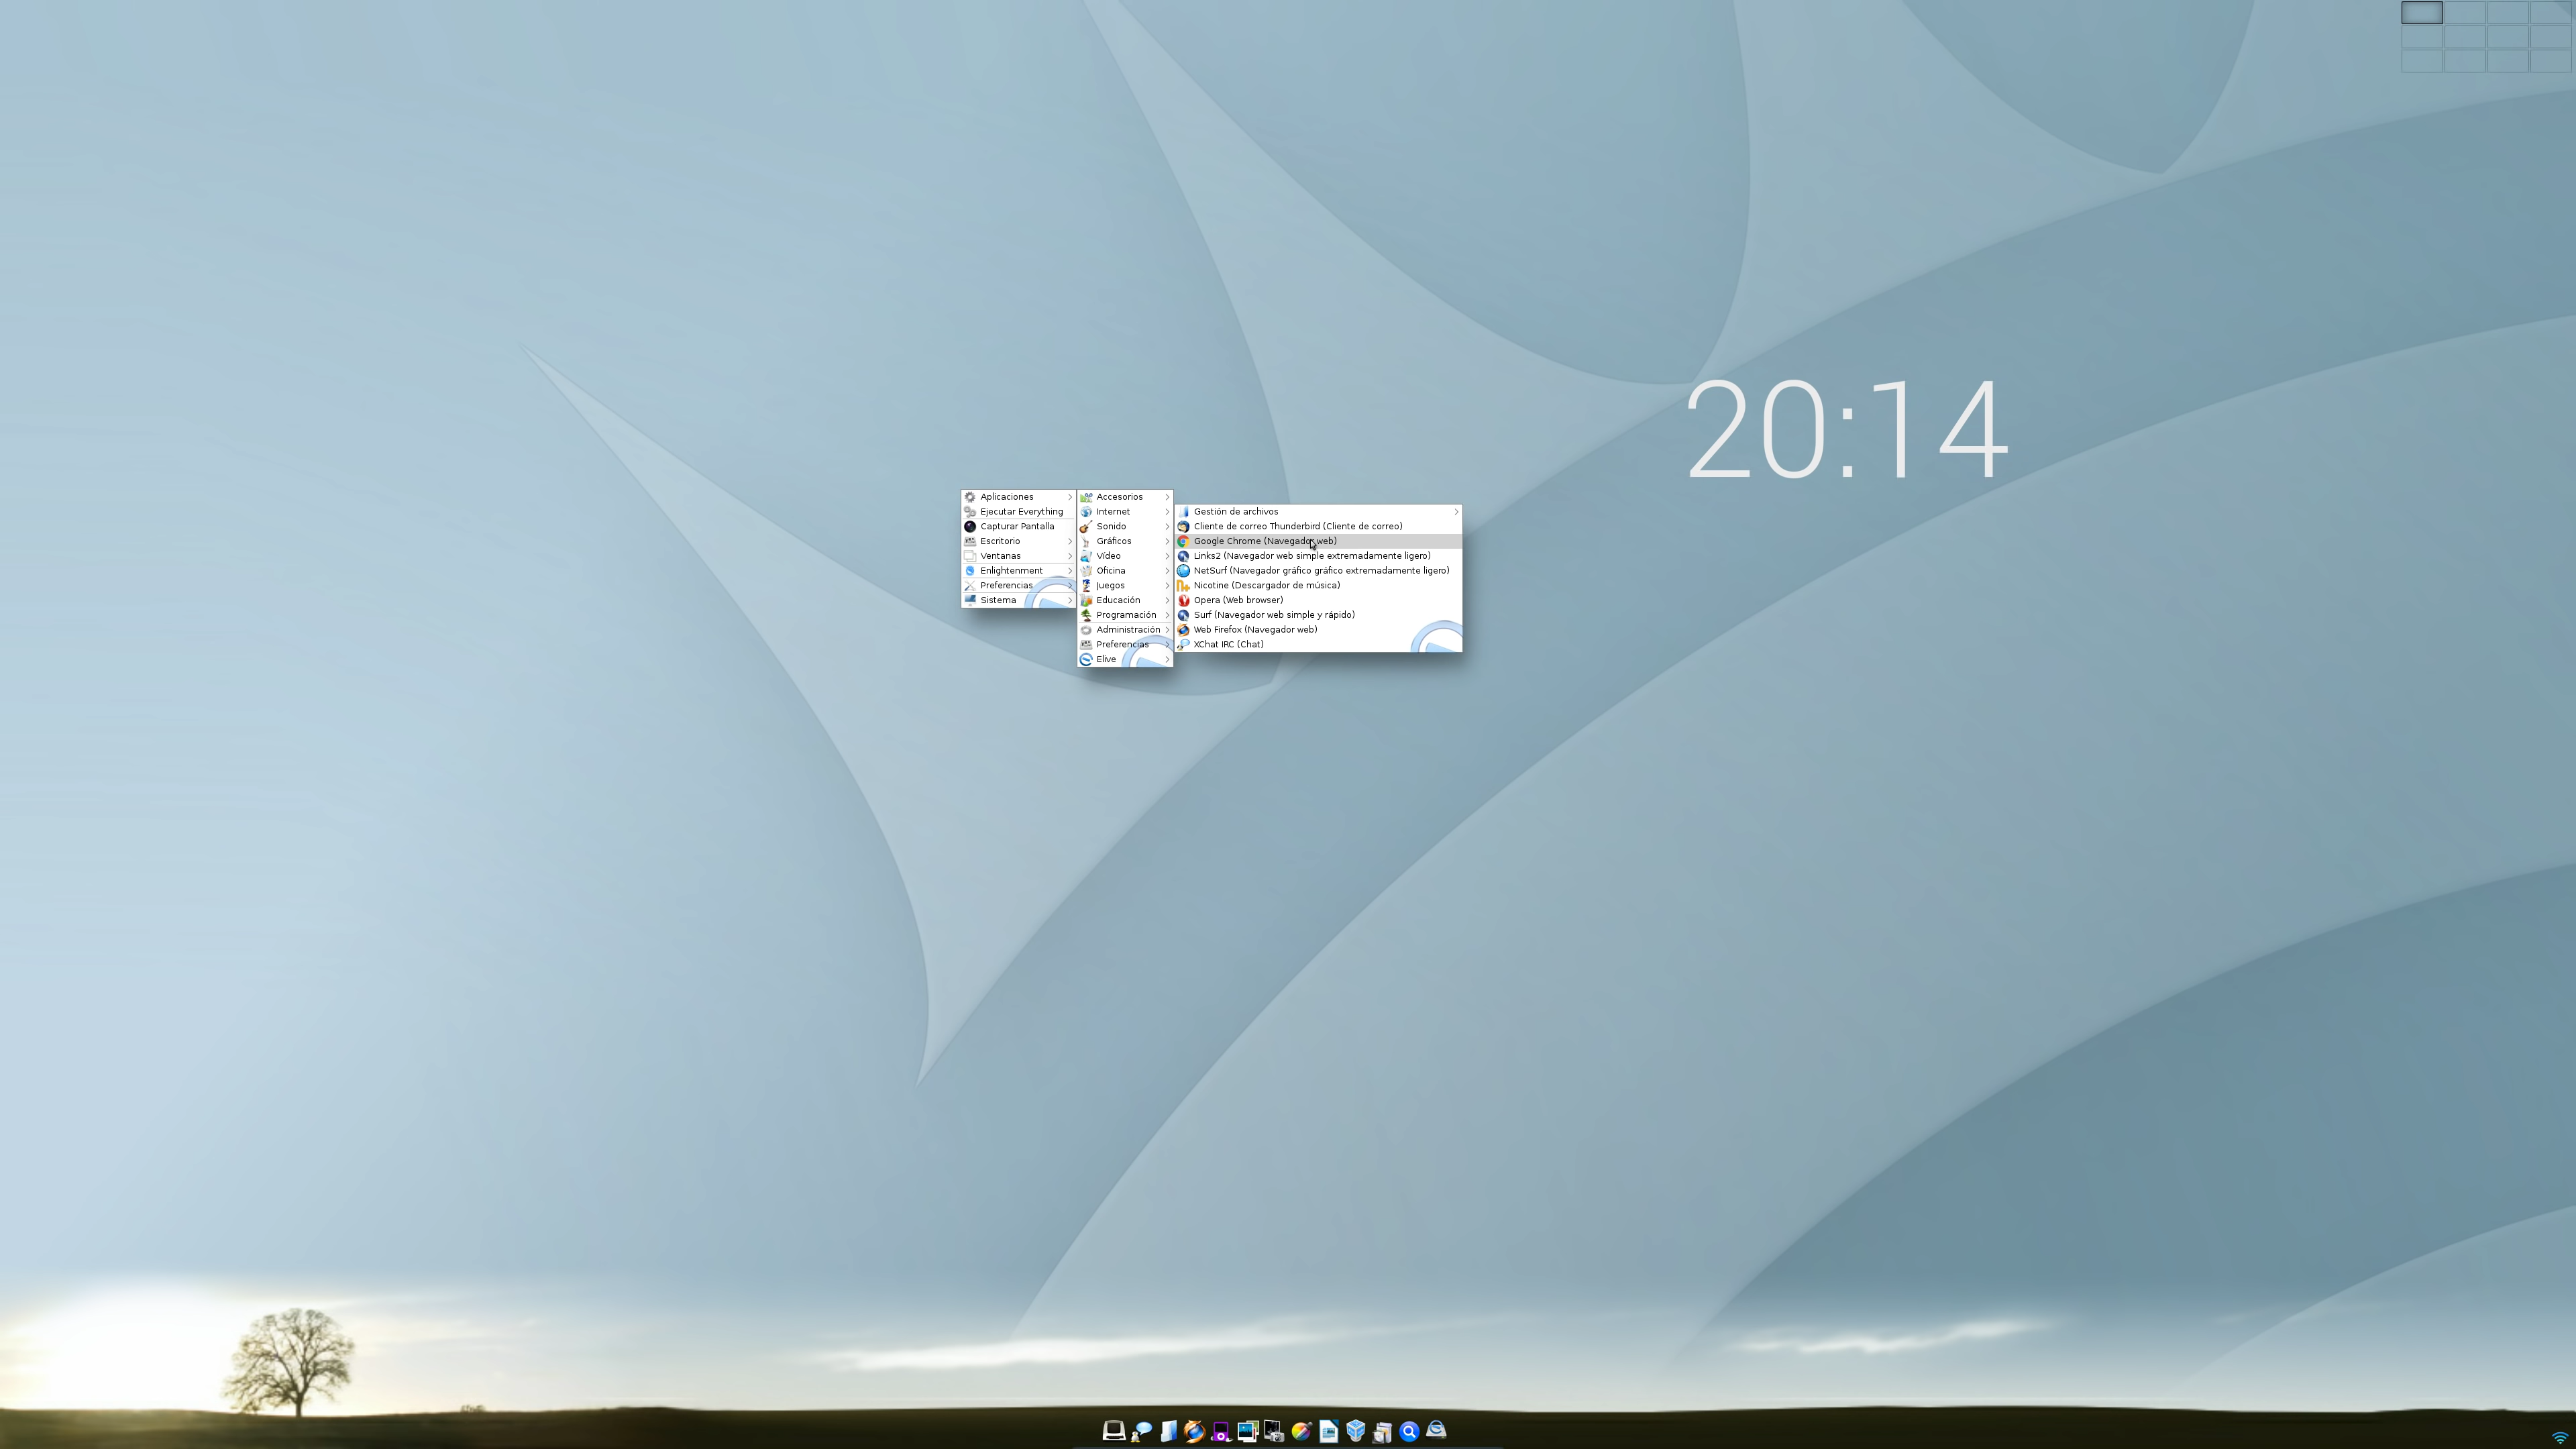 20:14
Aplicaciones
Ejecutar Everything
Capturar Pantalla
Escritorio
Ventanas
Enlightenment
Preferencias
Sistema
Accesorios
Internet
Sonido
Gráficos
Vídeo
Oficina
Juegos
Educación
Programación
Administración
Preferencias
Elive
Gestión de archivos
Cliente de correo Thunderbird (Cliente de correo)
Google Chrome (Navegador web)
Links2 (Navegador web simple extremadamente ligero)
NetSurf (Navegador gráfico gráfico extremadamente ligero)
Nicotine (Descargador de música)
Opera (Web browser)
Surf (Navegador web simple y rápido)
Web Firefox (Navegador web)
XChat IRC (Chat)